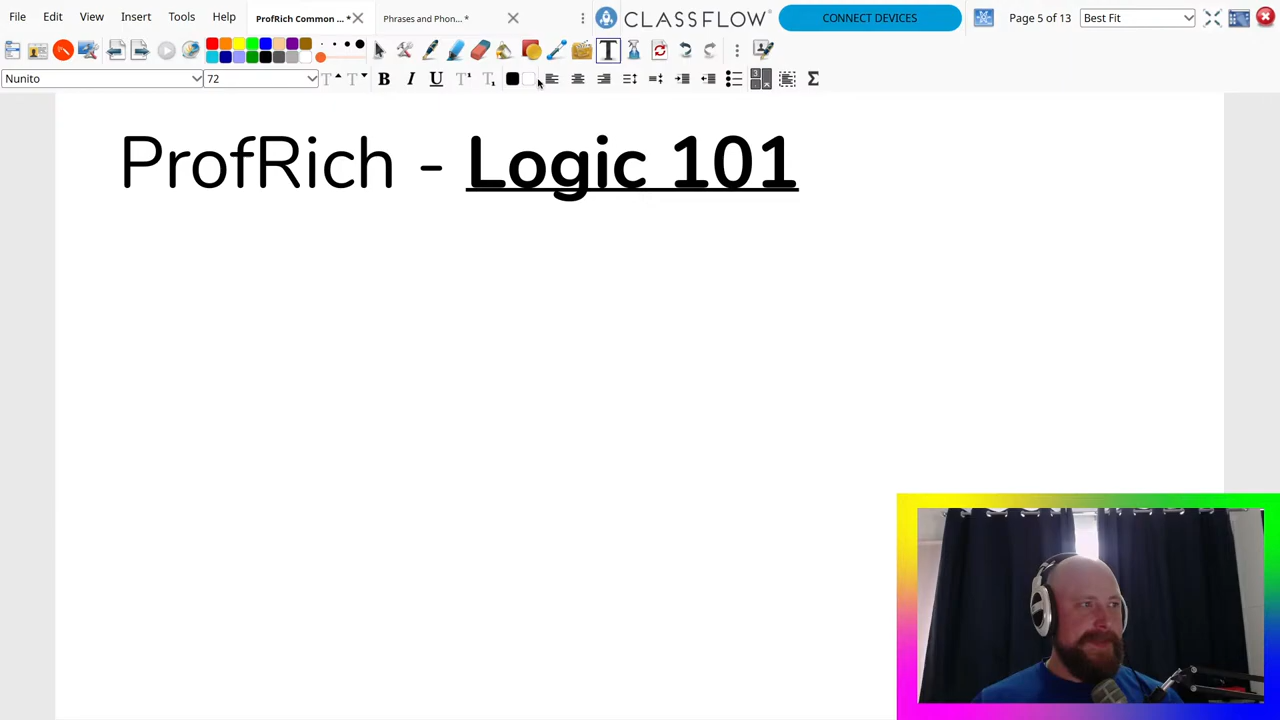 File Edit View Insert Tools Help ProfRich Common ... * Phrases and Phon... * CLASSFLOW CONNECT DEVICES Page 5 of 13 Best Fit
Nunito 72 B I U T T Σ
ProfRich - Logic 101